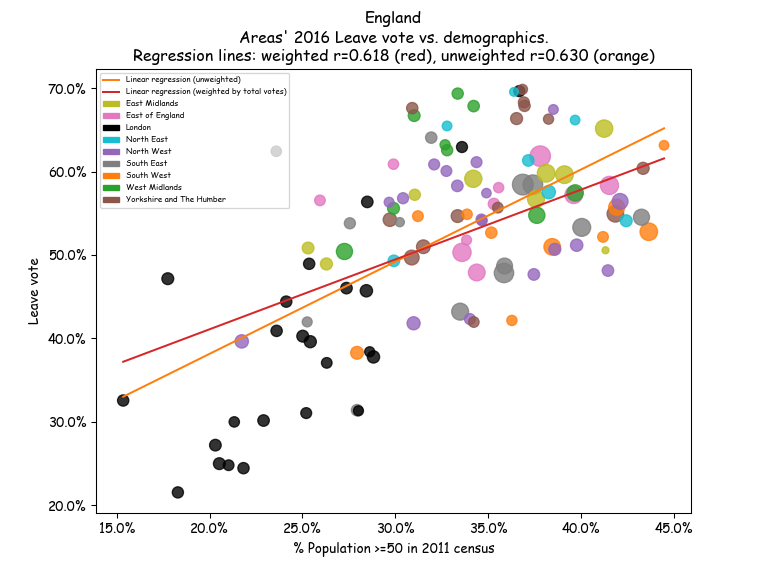 England
Areas' 2016 Leave vote vs. demographics.
Regression lines: weighted r=0.618 (red), unweighted r=0.630 (orange)
Linear regression (unweighted)
Linear regression (weighted by total votes)
East Midlands
East of England
London
North East
North West
South East
South West
West Midlands
Yorkshire and The Humber
70.0%
60.0%
50.0%
40.0%
30.0%
20.0%
Leave vote
15.0% 20.0% 25.0% 30.0% 35.0% 40.0% 45.0%
% Population >=50 in 2011 census